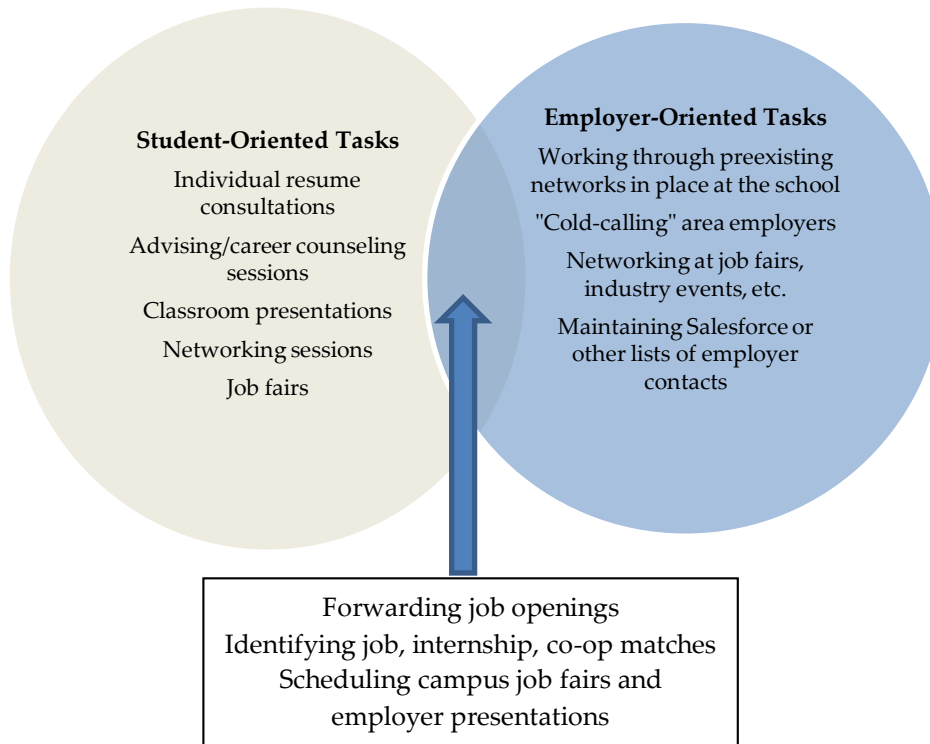 Student-Oriented Tasks
Individual resume
consultations
Advising/career counseling
sessions
Classroom presentations
Networking sessions
Job fairs
Employer-Oriented Tasks
Working through preexisting
networks in place at the school
"Cold-calling" area employers
Networking at job fairs,
industry events, etc.
Maintaining Salesforce or
other lists of employer
contacts
Forwarding job openings
Identifying job, internship, co-op matches
Scheduling campus job fairs and
employer presentations